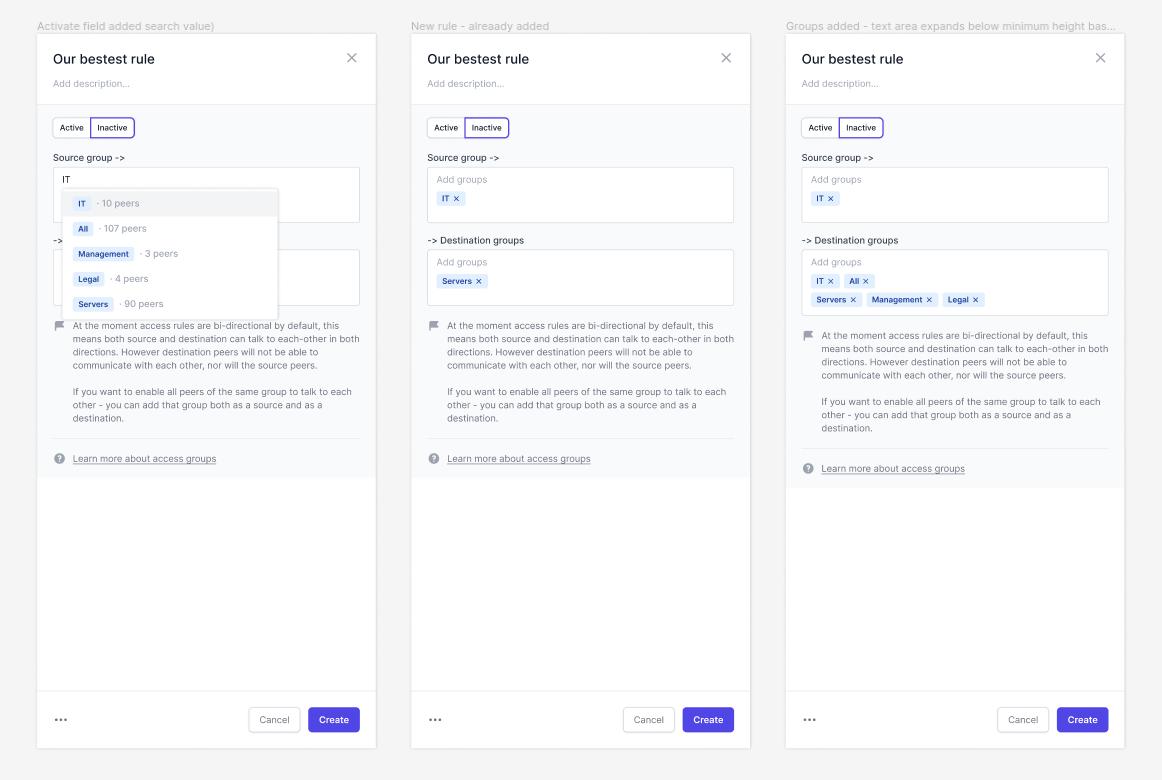 Activate field added search value)
Our bestest rule
Add description...
Active Inactive
Source group ->
IT
IT · 10 peers
All · 107 peers
->
Management · 3 peers
Legal · 4 peers
Servers · 90 peers
At the moment access rules are bi-directional by default, this
means both source and destination can talk to each-other in both
directions. However destination peers will not be able to
communicate with each other, nor will the source peers.
If you want to enable all peers of the same group to talk to each
other - you can add that group both as a source and as a
destination.
Learn more about access groups
Cancel Create
New rule - alreaady added
Our bestest rule
Add description...
Active Inactive
Source group ->
Add groups
IT ×
-> Destination groups
Add groups
Servers ×
At the moment access rules are bi-directional by default, this
means both source and destination can talk to each-other in both
directions. However destination peers will not be able to
communicate with each other, nor will the source peers.
If you want to enable all peers of the same group to talk to each
other - you can add that group both as a source and as a
destination.
Learn more about access groups
Cancel Create
Groups added - text area expands below minimum height bas...
Our bestest rule
Add description...
Active Inactive
Source group ->
Add groups
IT ×
-> Destination groups
Add groups
IT × All ×
Servers × Management × Legal ×
At the moment access rules are bi-directional by default, this
means both source and destination can talk to each-other in both
directions. However destination peers will not be able to
communicate with each other, nor will the source peers.
If you want to enable all peers of the same group to talk to each
other - you can add that group both as a source and as a
destination.
Learn more about access groups
Cancel Create